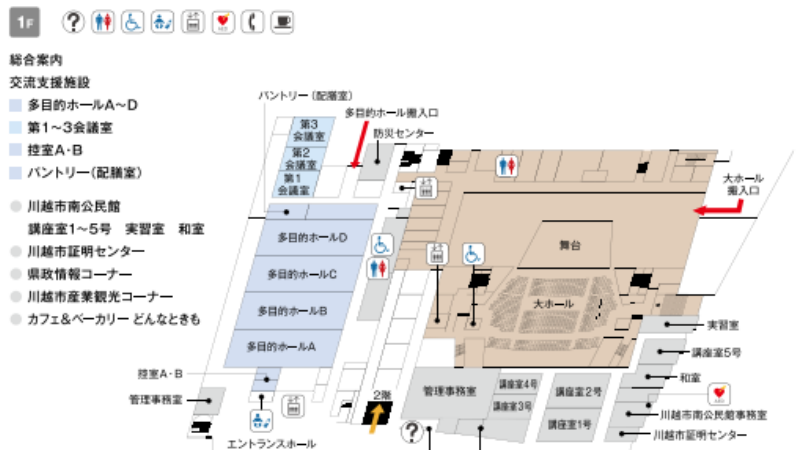 1F
?
総合案内
交流支援施設
多目的ホールA～D
第1～3会議室
控室A・B
パントリー（配膳室）
川越市南公民館
講座室1～5号　実習室　和室
川越市証明センター
県政情報コーナー
川越市産業観光コーナー
カフェ&ベーカリー どんなときも
パントリー（配膳室）
多目的ホール搬入口
防災センター
第3
会議室
第2
会議室
第1
会議室
大ホール
搬入口
多目的ホールD
多目的ホールC
多目的ホールB
多目的ホールA
舞台
大ホール
実習室
講座室5号
和室
川越市南公民館事務室
川越市証明センター
控室A・B
管理事務室
エントランスホール
2階
管理事務室
講座室4号
講座室3号
講座室2号
講座室1号
?